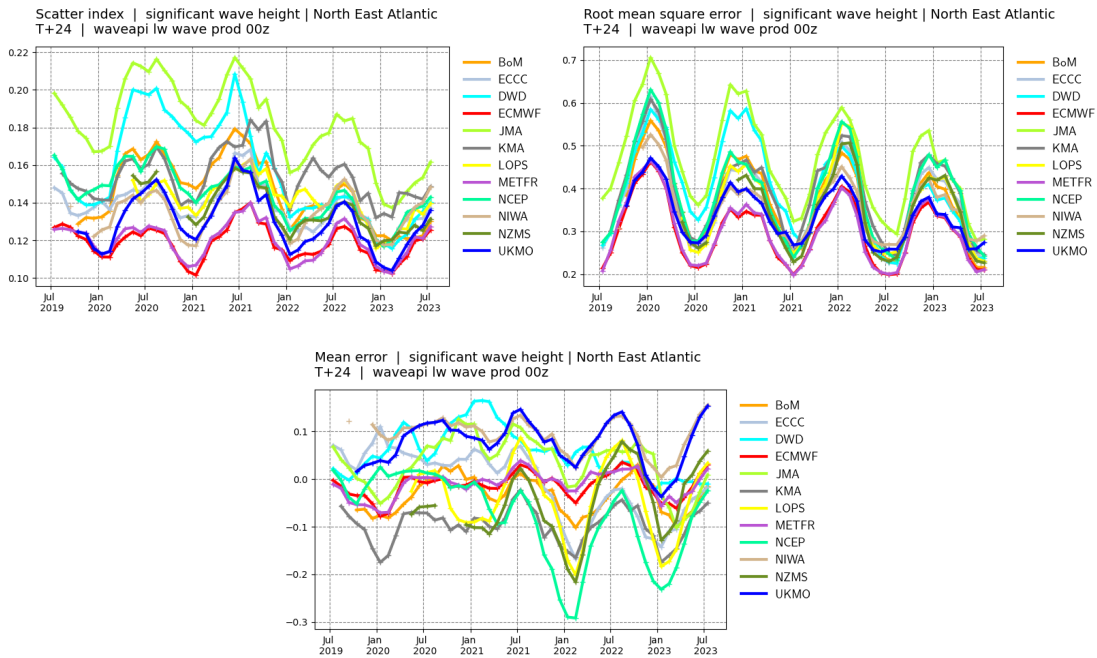 Scatter index | significant wave height | North East Atlantic
T+24 | waveapi lw wave prod 00z
0.22
0.20
0.18
0.16
0.14
0.12
0.10
Jul 2019
Jan 2020
Jul 2020
Jan 2021
Jul 2021
Jan 2022
Jul 2022
Jan 2023
Jul 2023
BoM
ECCC
DWD
ECMWF
JMA
KMA
LOPS
METFR
NCEP
NIWA
NZMS
UKMO
Root mean square error | significant wave height | North East Atlantic
T+24 | waveapi lw wave prod 00z
0.7
0.6
0.5
0.4
0.3
0.2
Jul 2019
Jan 2020
Jul 2020
Jan 2021
Jul 2021
Jan 2022
Jul 2022
Jan 2023
Jul 2023
BoM
ECCC
DWD
ECMWF
JMA
KMA
LOPS
METFR
NCEP
NIWA
NZMS
UKMO
Mean error | significant wave height | North East Atlantic
T+24 | waveapi lw wave prod 00z
0.1
0.0
−0.1
−0.2
−0.3
Jul 2019
Jan 2020
Jul 2020
Jan 2021
Jul 2021
Jan 2022
Jul 2022
Jan 2023
Jul 2023
BoM
ECCC
DWD
ECMWF
JMA
KMA
LOPS
METFR
NCEP
NIWA
NZMS
UKMO